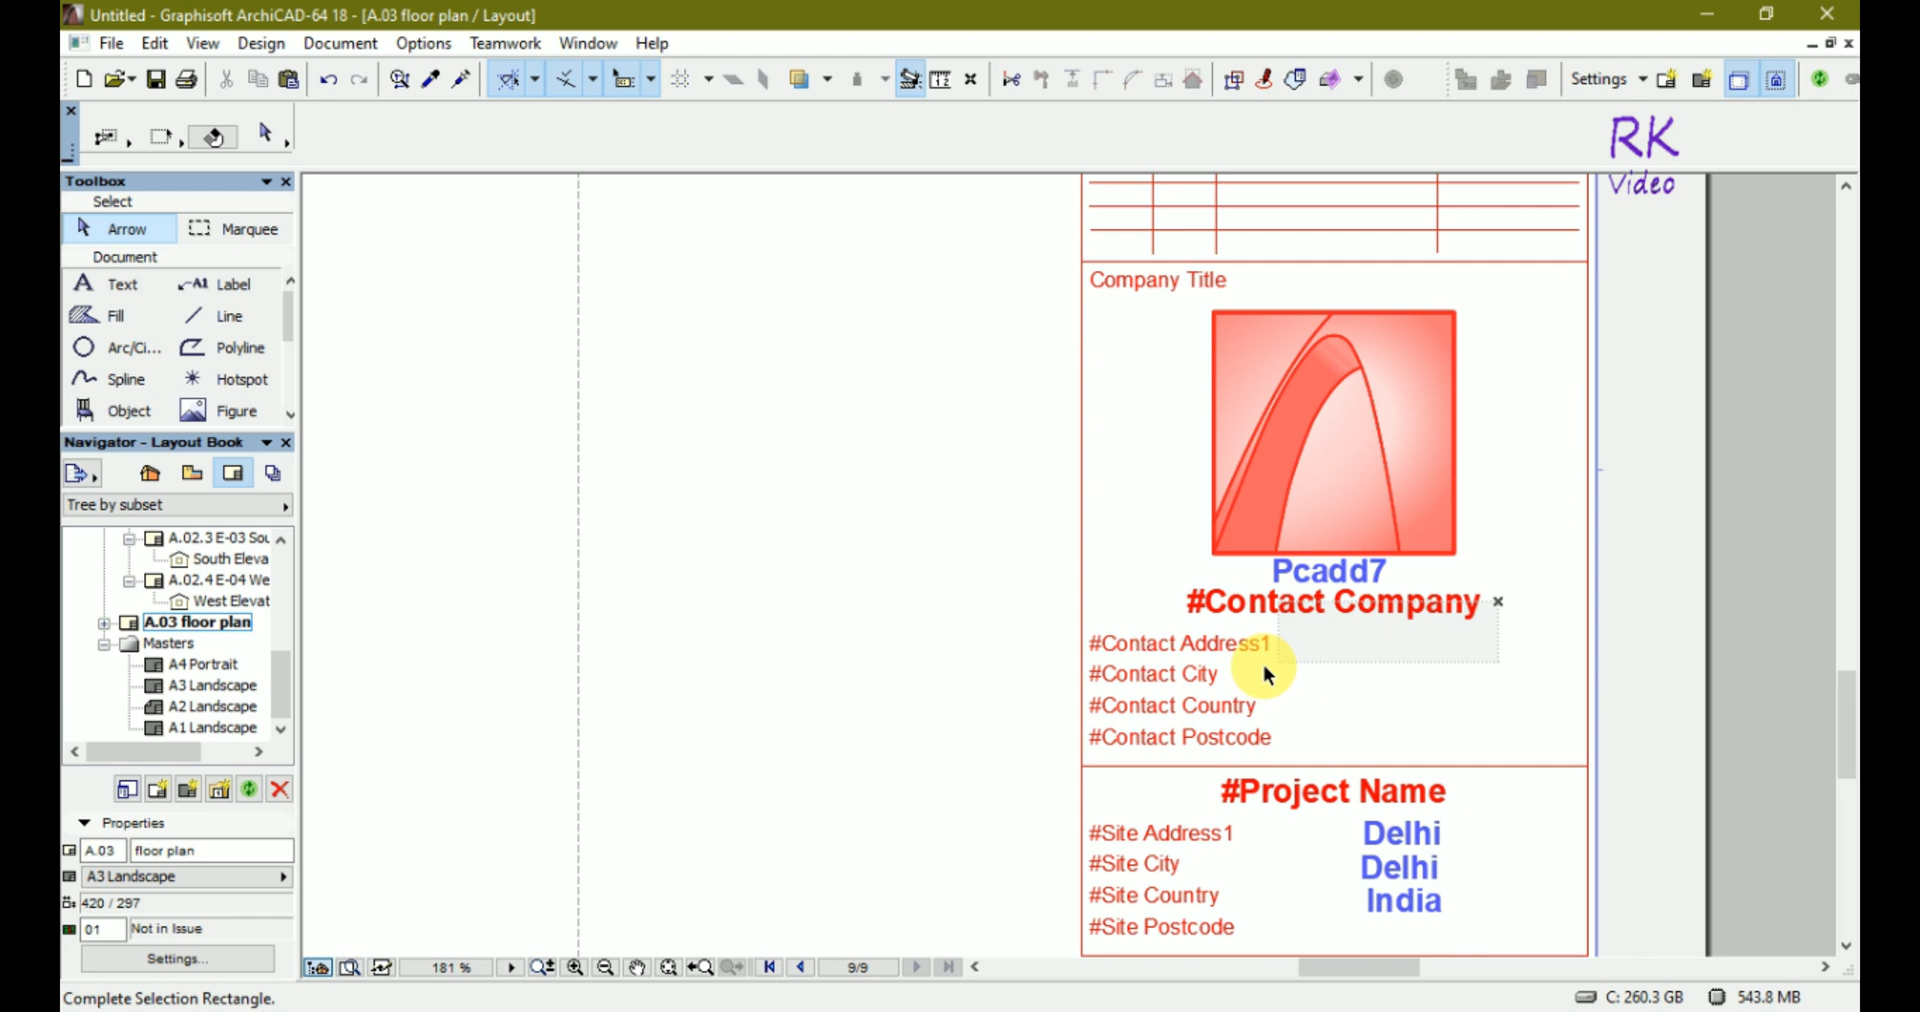 Untitled - Graphisoft ArchiCAD-64 18 - [A.03 floor plan / Layout]
File Edit View Design Document Options Teamwork Window Help
Settings
RK
Video
Toolbox
Select
Arrow Marquee
Document
Text Label
Fill Line
Arc/Ci... Polyline
Spline Hotspot
Object Figure
Navigator - Layout Book
Tree by subset
A.02.3 E-03 Sou
South Eleva
A.02.4 E-04 We
West Elevat
A.03 floor plan
Masters
A4 Portrait
A3 Landscape
A2 Landscape
A1 Landscape
Properties
A.03 floor plan
A3 Landscape
420 / 297
01 Not in Issue
Settings...
Company Title
Pcadd7
#Contact Company
#Contact Address1
#Contact City
#Contact Country
#Contact Postcode
#Project Name
#Site Address1 Delhi
#Site City Delhi
#Site Country India
#Site Postcode
181 %
9/9
Complete Selection Rectangle.
C: 260.3 GB 543.8 MB